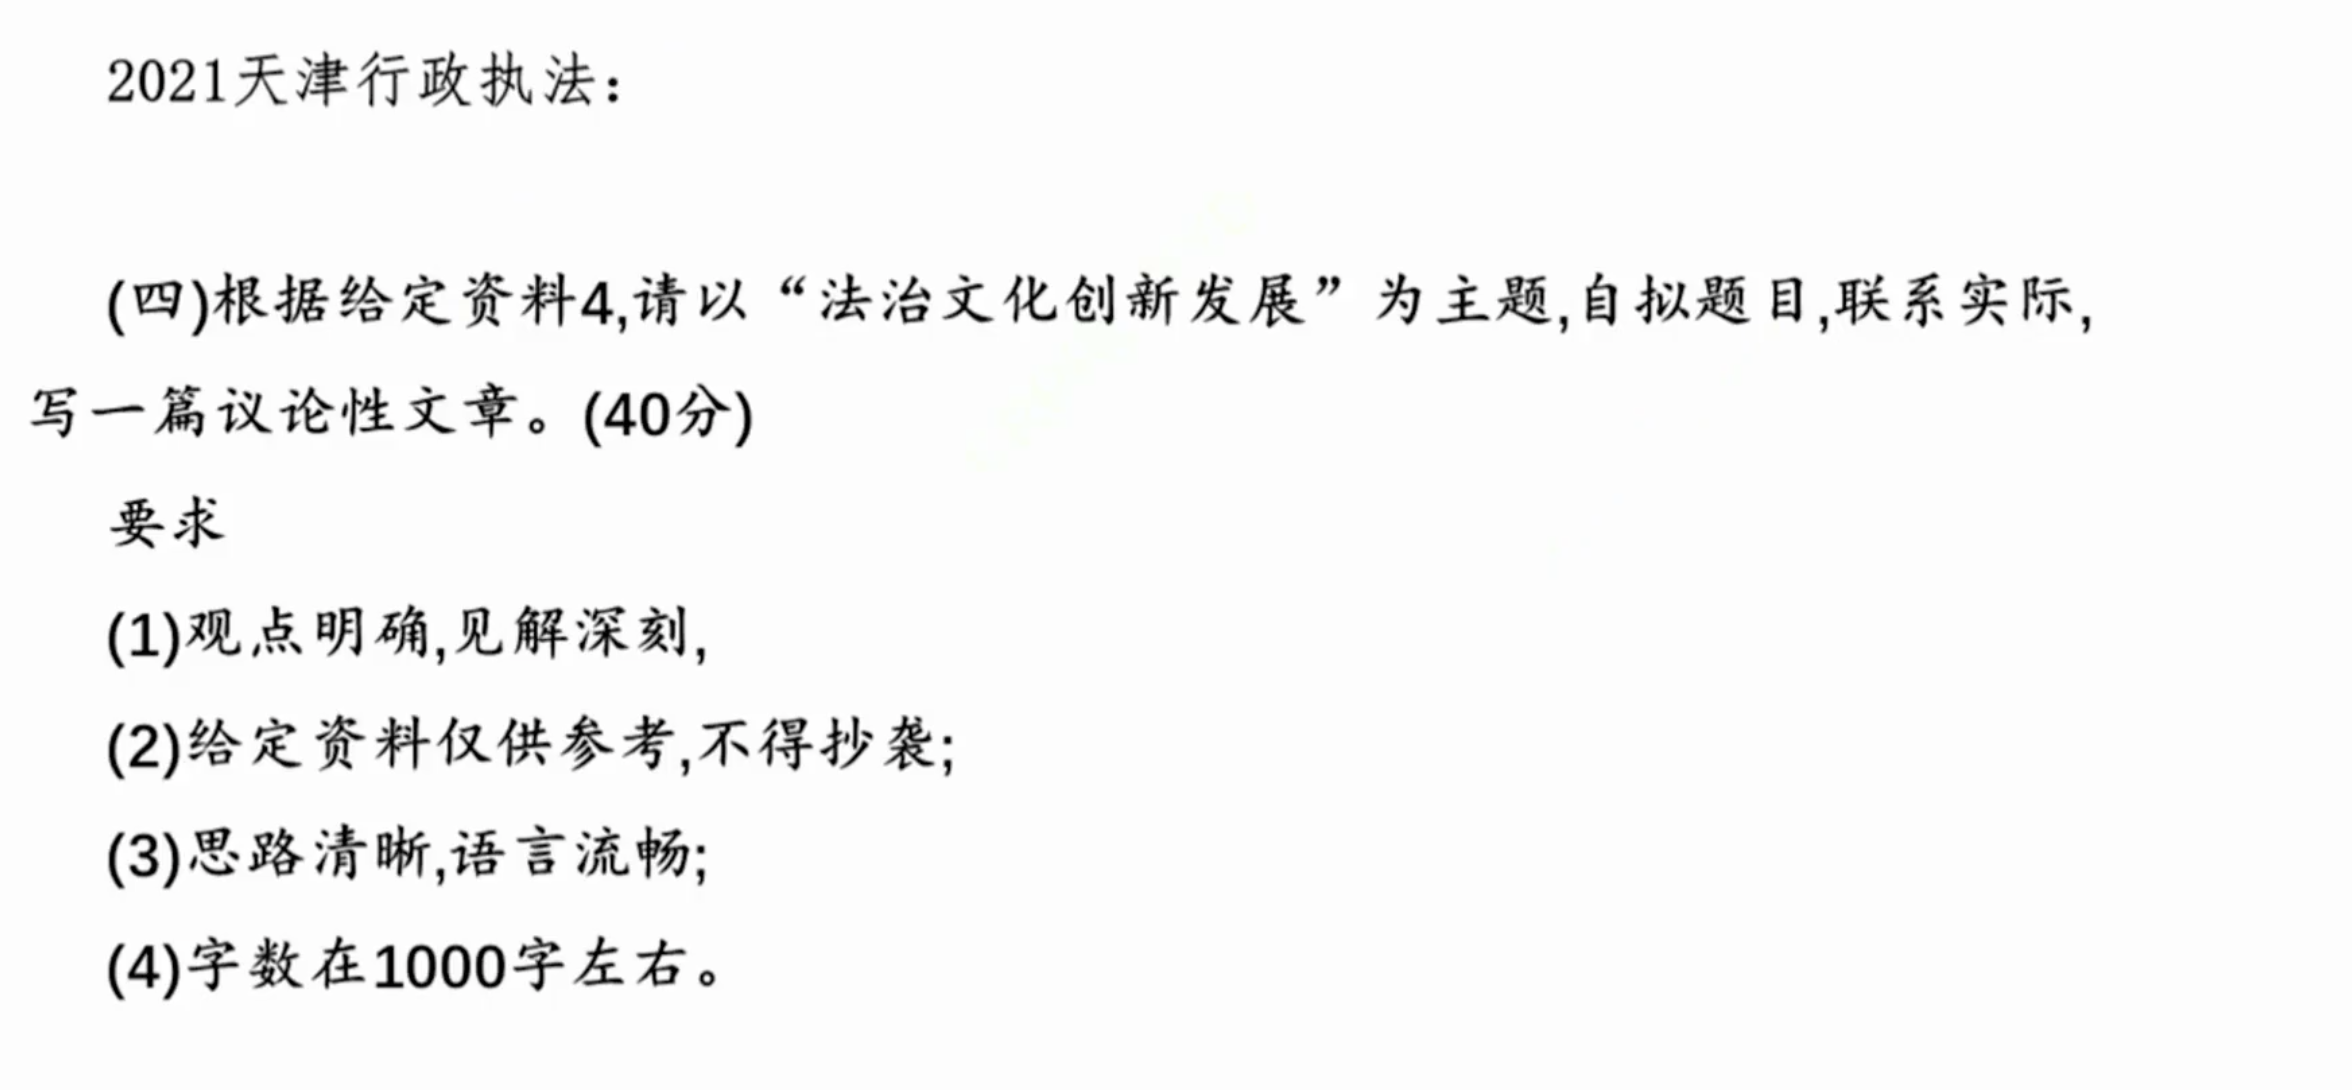 2021天津行政执法：
(四)根据给定资料4,请以“法治文化创新发展”为主题,自拟题目,联系实际,
写一篇议论性文章。(40分)
要求
(1)观点明确,见解深刻,
(2)给定资料仅供参考,不得抄袭;
(3)思路清晰,语言流畅;
(4)字数在1000字左右。